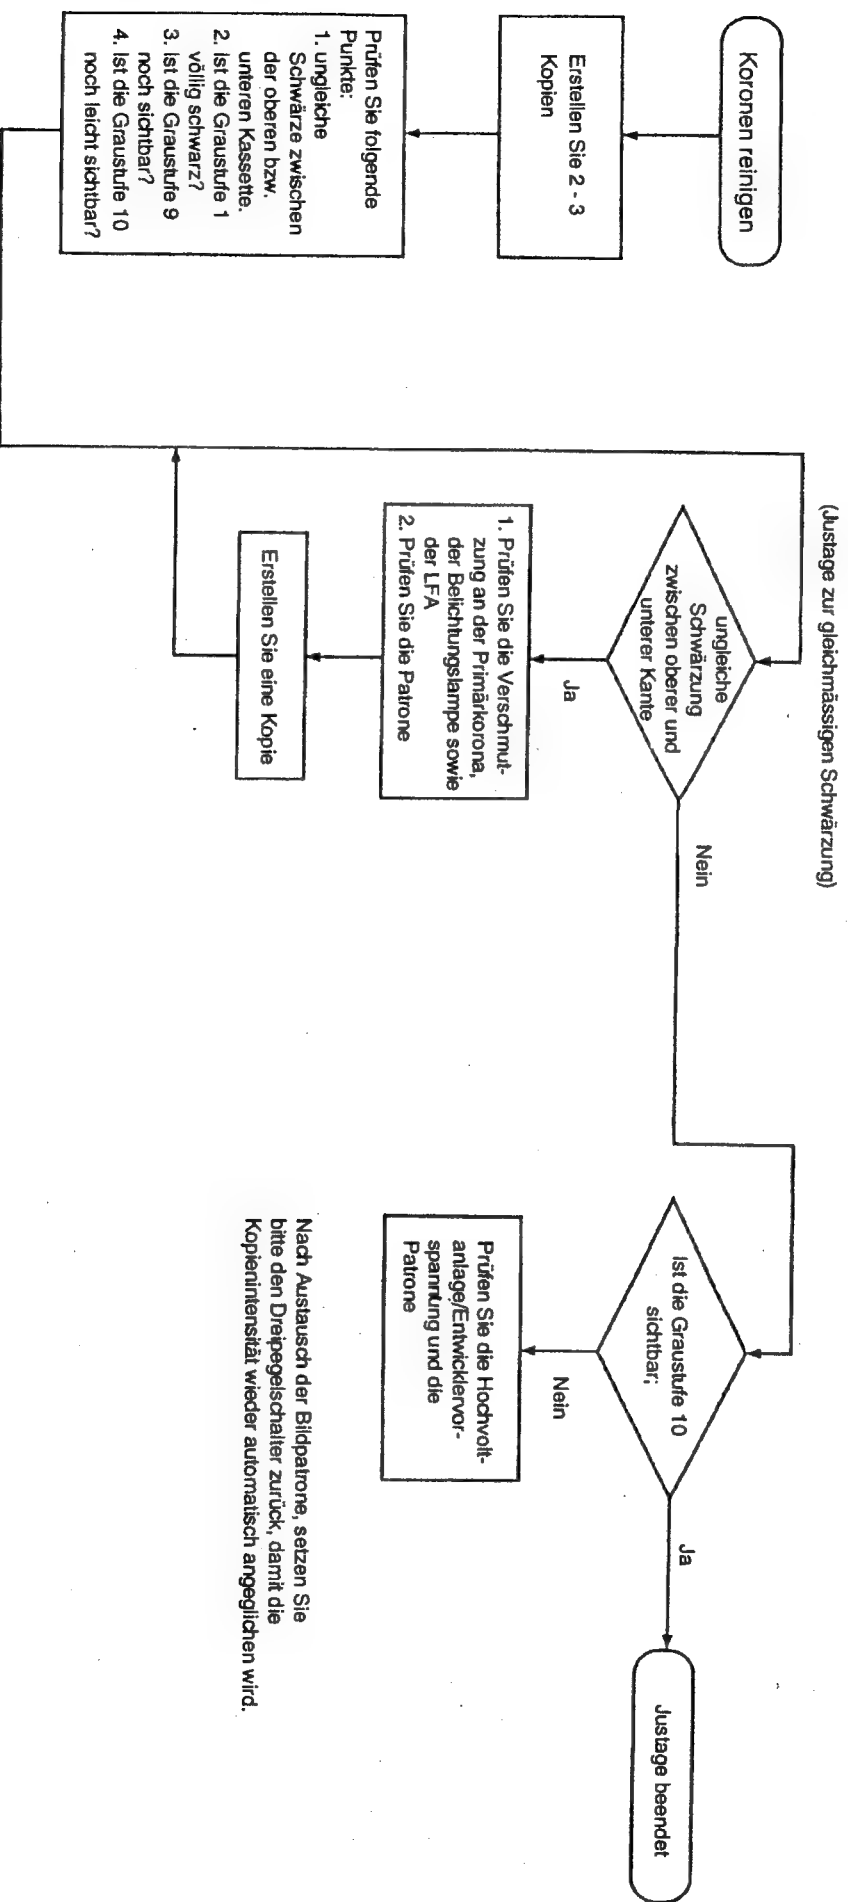 Koronen reinigen
Erstellen Sie 2 - 3
Kopien
Prüfen Sie folgende
Punkte:
1. ungleiche
Schwärze zwischen
der oberen bzw.
unteren Kassette.
2. Ist die Graustufe 1
völlig schwarz?
3. Ist die Graustufe 9
noch sichtbar?
4. Ist die Graustufe 10
noch leicht sichtbar?
(Justage zur gleichmässigen Schwärzung)
ungleiche
Schwärzung
zwischen oberer und
unterer Kante
Nein
Ja
1. Prüfen Sie die Verschmut-
zung an der Primärkorona,
der Belichtungslampe sowie
der LFA
2. Prüfen Sie die Patrone
Erstellen Sie eine Kopie
Ist die Graustufe 10
sichtbar;
Ja
Nein
Prüfen Sie die Hochvolt-
anlage/Entwicklervor-
spannung und die
Patrone
Justage beendet
Nach Austausch der Bildpatrone, setzen Sie
bitte den Dreipegelschalter zurück, damit die
Kopienintensität wieder automatisch angeglichen wird.